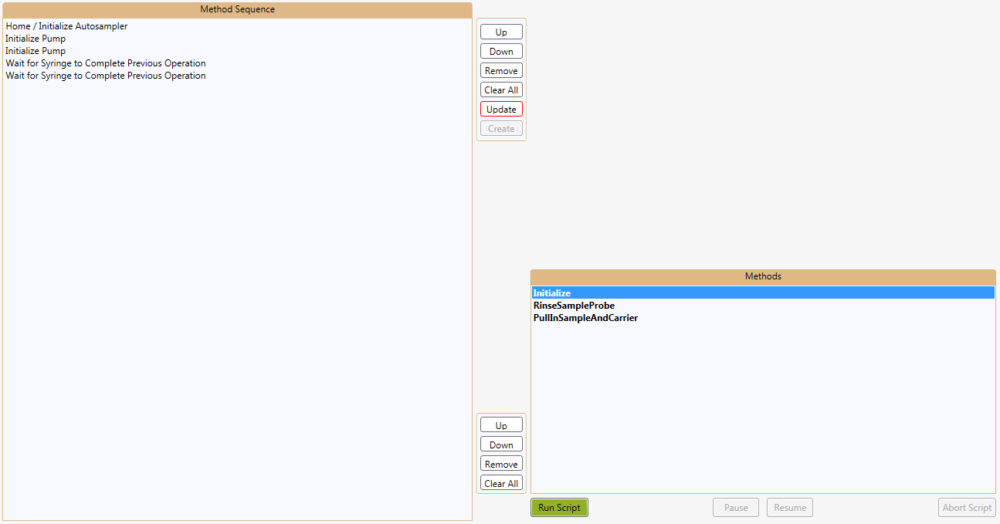 Method Sequence
Home / Initialize Autosampler
Initialize Pump
Initialize Pump
Wait for Syringe to Complete Previous Operation
Wait for Syringe to Complete Previous Operation
Up
Down
Remove
Clear All
Update
Create
Methods
Initialize
RinseSampleProbe
PullInSampleAndCarrier
Up
Down
Remove
Clear All
Run Script
Pause
Resume
Abort Script